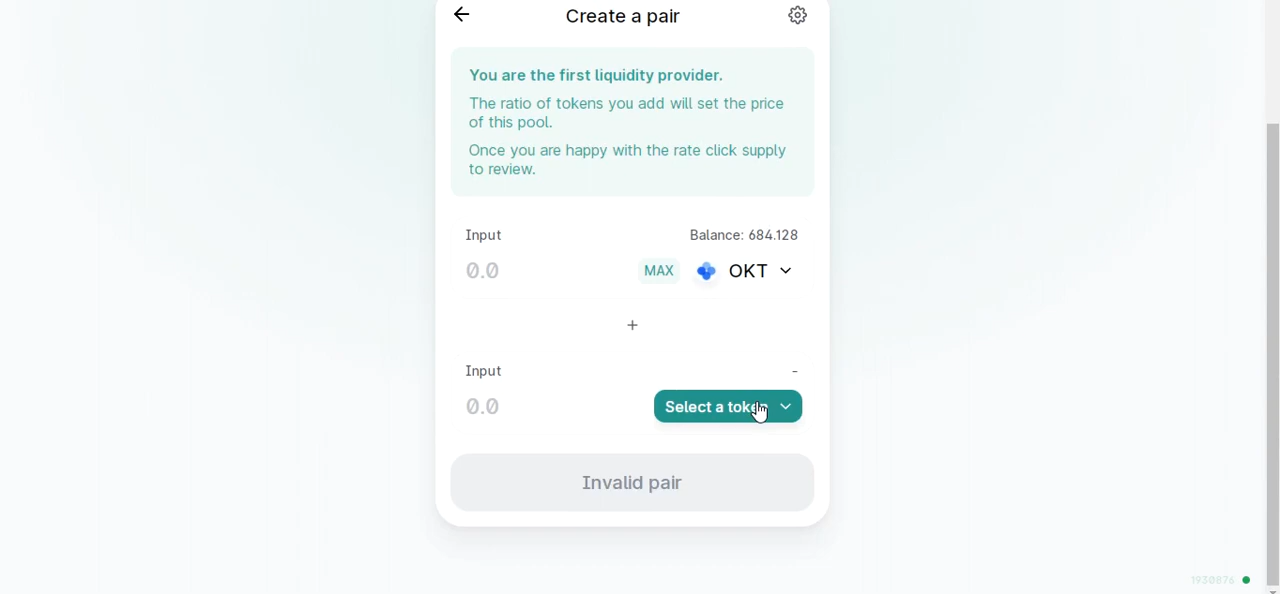 Create a pair
You are the first liquidity provider.
The ratio of tokens you add will set the price
of this pool.
Once you are happy with the rate click supply
to review.
Input
Balance: 684.128
0.0
MAX
OKT
+
Input
-
0.0
Select a token
Invalid pair
1930876